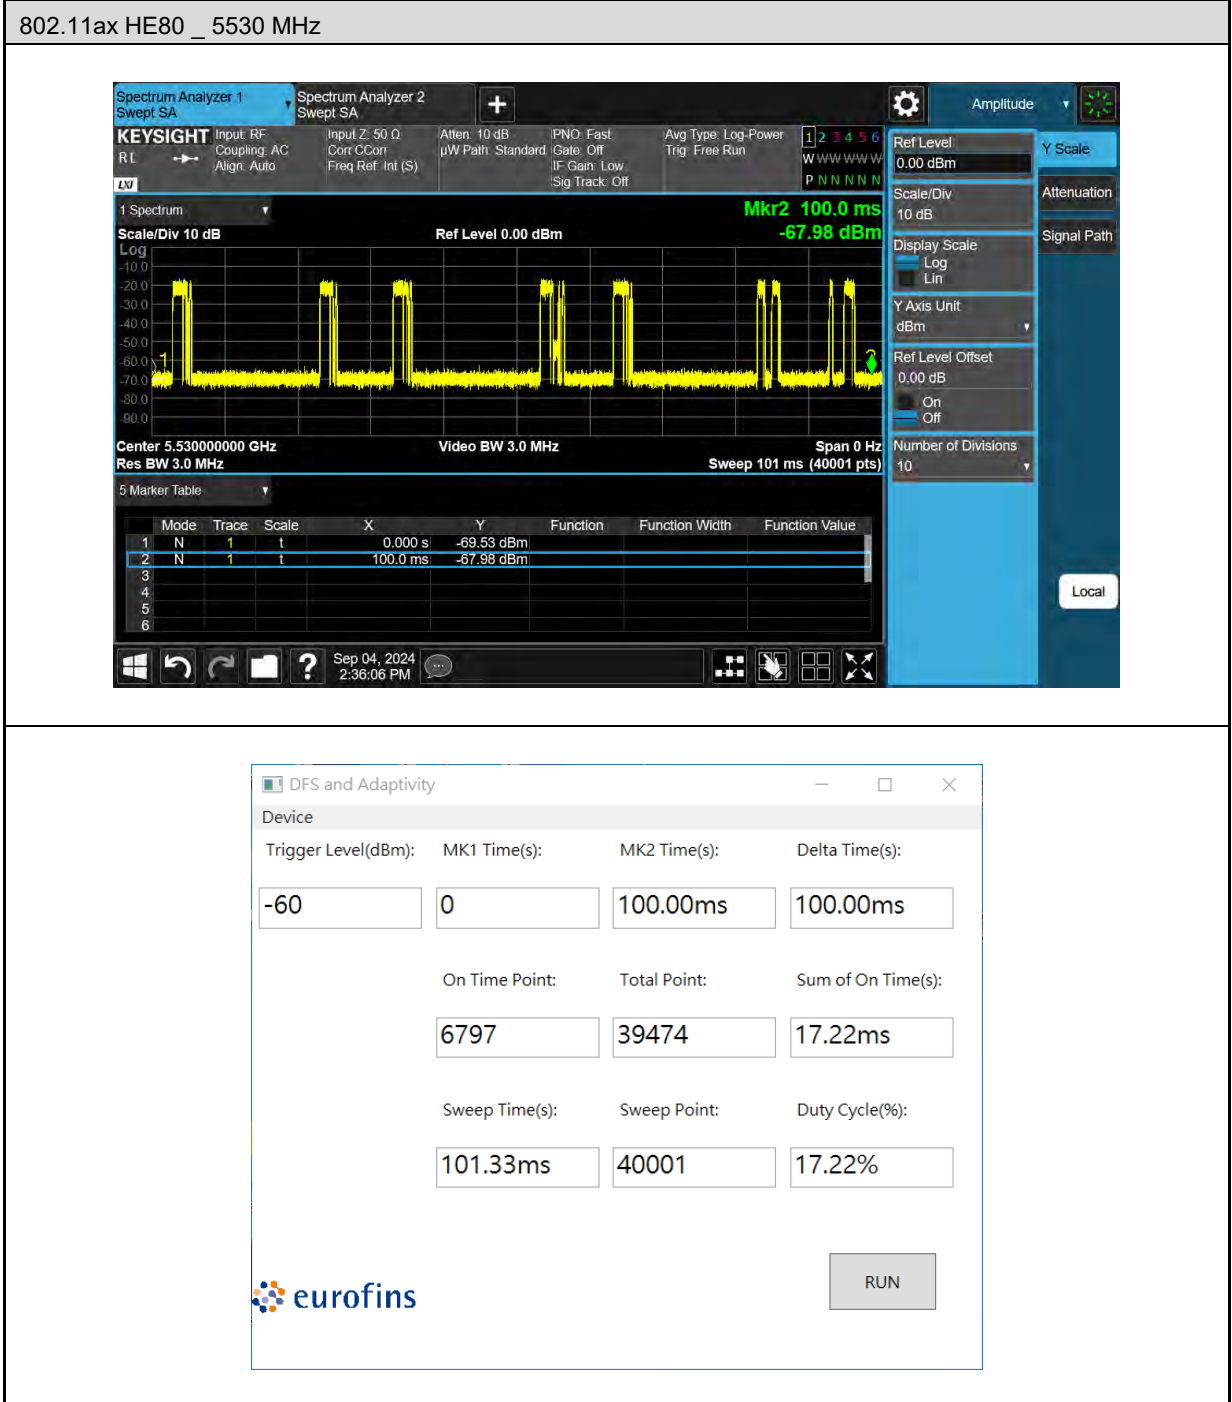 802.11ax HE80 _ 5530 MHz
Spectrum Analyzer 1
Swept SA
Spectrum Analyzer 2
Swept SA
Amplitude
KEYSIGHT
RL
LXI
Input: RF
Coupling: AC
Align: Auto
Input Z: 50 Ω
Corr CCorr
Freq Ref: Int (S)
Atten: 10 dB
µW Path: Standard
PNO: Fast
Gate: Off
IF Gain: Low
Sig Track: Off
Avg Type: Log-Power
Trig: Free Run
1 2 3 4 5 6
W W W W W W
P N N N N N
Ref Level
0.00 dBm
Y Scale
Scale/Div
10 dB
Attenuation
Display Scale
Log
Lin
Signal Path
Y Axis Unit
dBm
Ref Level Offset
0.00 dB
On
Off
Number of Divisions
10
Local
1 Spectrum
Mkr2 100.0 ms
-67.98 dBm
Scale/Div 10 dB
Ref Level 0.00 dBm
Log
-10.0
-20.0
-30.0
-40.0
-50.0
-60.0
-70.0
-80.0
-90.0
1
2
Center 5.530000000 GHz
Video BW 3.0 MHz
Span 0 Hz
Res BW 3.0 MHz
Sweep 101 ms (40001 pts)
5 Marker Table
Mode Trace Scale X Y Function Function Width Function Value
1 N 1 t 0.000 s -69.53 dBm
2 N 1 t 100.0 ms -67.98 dBm
3
4
5
6
?
Sep 04, 2024
2:36:06 PM
DFS and Adaptivity
Device
Trigger Level(dBm): MK1 Time(s): MK2 Time(s): Delta Time(s):
-60 0 100.00ms 100.00ms
On Time Point: Total Point: Sum of On Time(s):
6797 39474 17.22ms
Sweep Time(s): Sweep Point: Duty Cycle(%):
101.33ms 40001 17.22%
RUN
eurofins